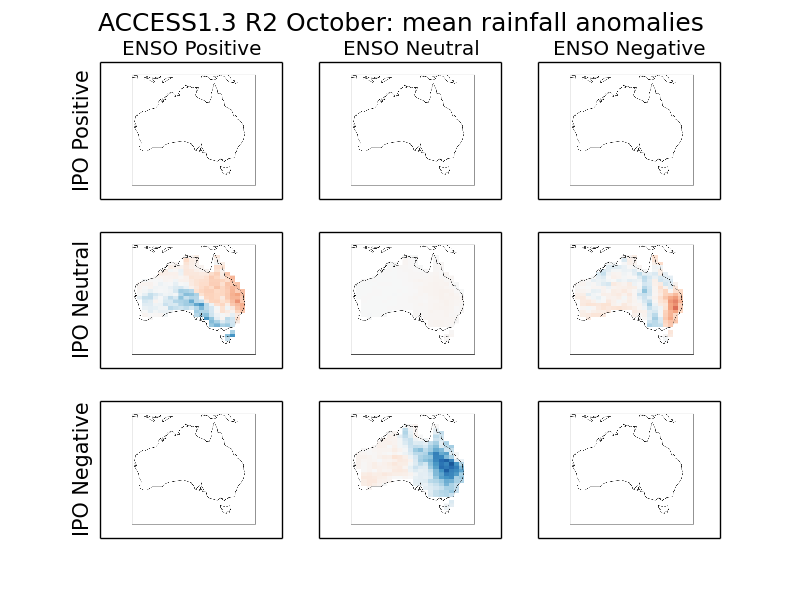 ACCESS1.3 R2 October: mean rainfall anomalies
ENSO Positive
ENSO Neutral
ENSO Negative
IPO Positive
IPO Neutral
IPO Negative